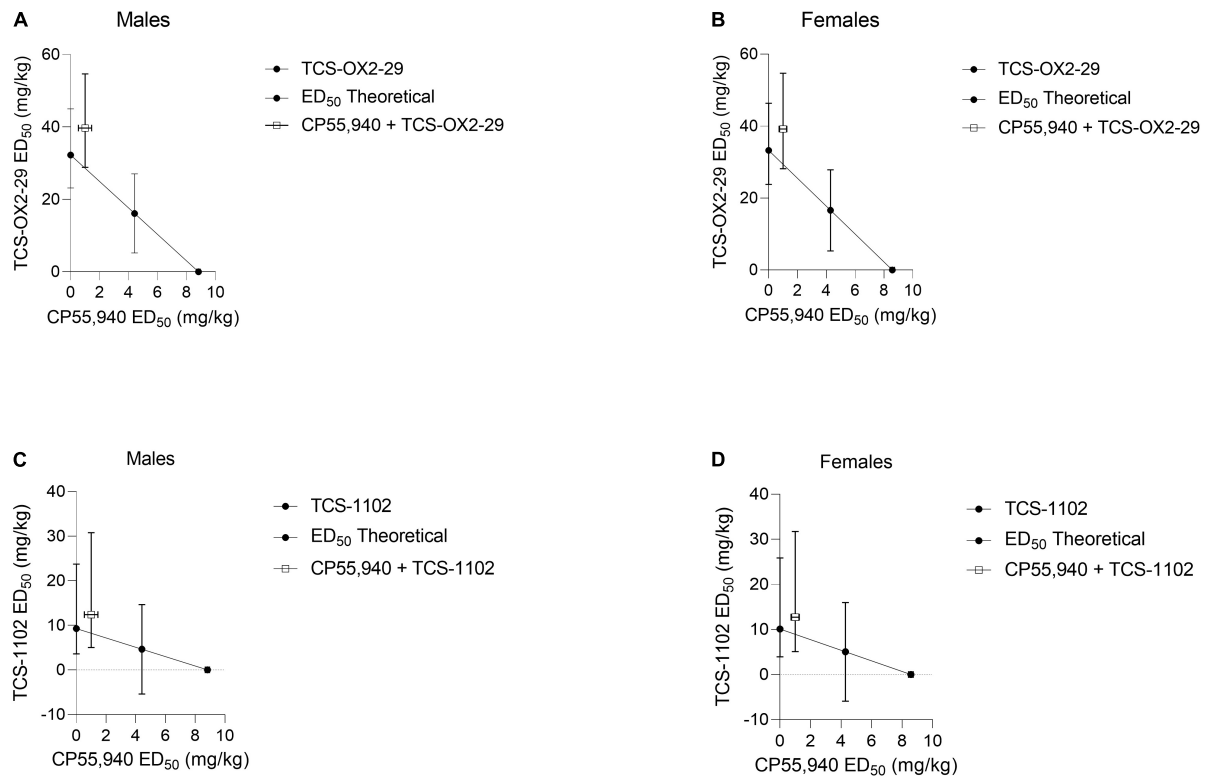 A
Males
TCS-OX2-29 ED50 (mg/kg)
60
40
20
0
0 2 4 6 8 10
CP55,940 ED50 (mg/kg)
TCS-OX2-29
ED50 Theoretical
CP55,940 + TCS-OX2-29
B
Females
TCS-OX2-29 ED50 (mg/kg)
60
40
20
0
0 2 4 6 8 10
CP55,940 ED50 (mg/kg)
TCS-OX2-29
ED50 Theoretical
CP55,940 + TCS-OX2-29
C
Males
TCS-1102 ED50 (mg/kg)
40
30
20
10
0
-10
0 2 4 6 8 10
CP55,940 ED50 (mg/kg)
TCS-1102
ED50 Theoretical
CP55,940 + TCS-1102
D
Females
TCS-1102 ED50 (mg/kg)
40
30
20
10
0
-10
0 2 4 6 8 10
CP55,940 ED50 (mg/kg)
TCS-1102
ED50 Theoretical
CP55,940 + TCS-1102